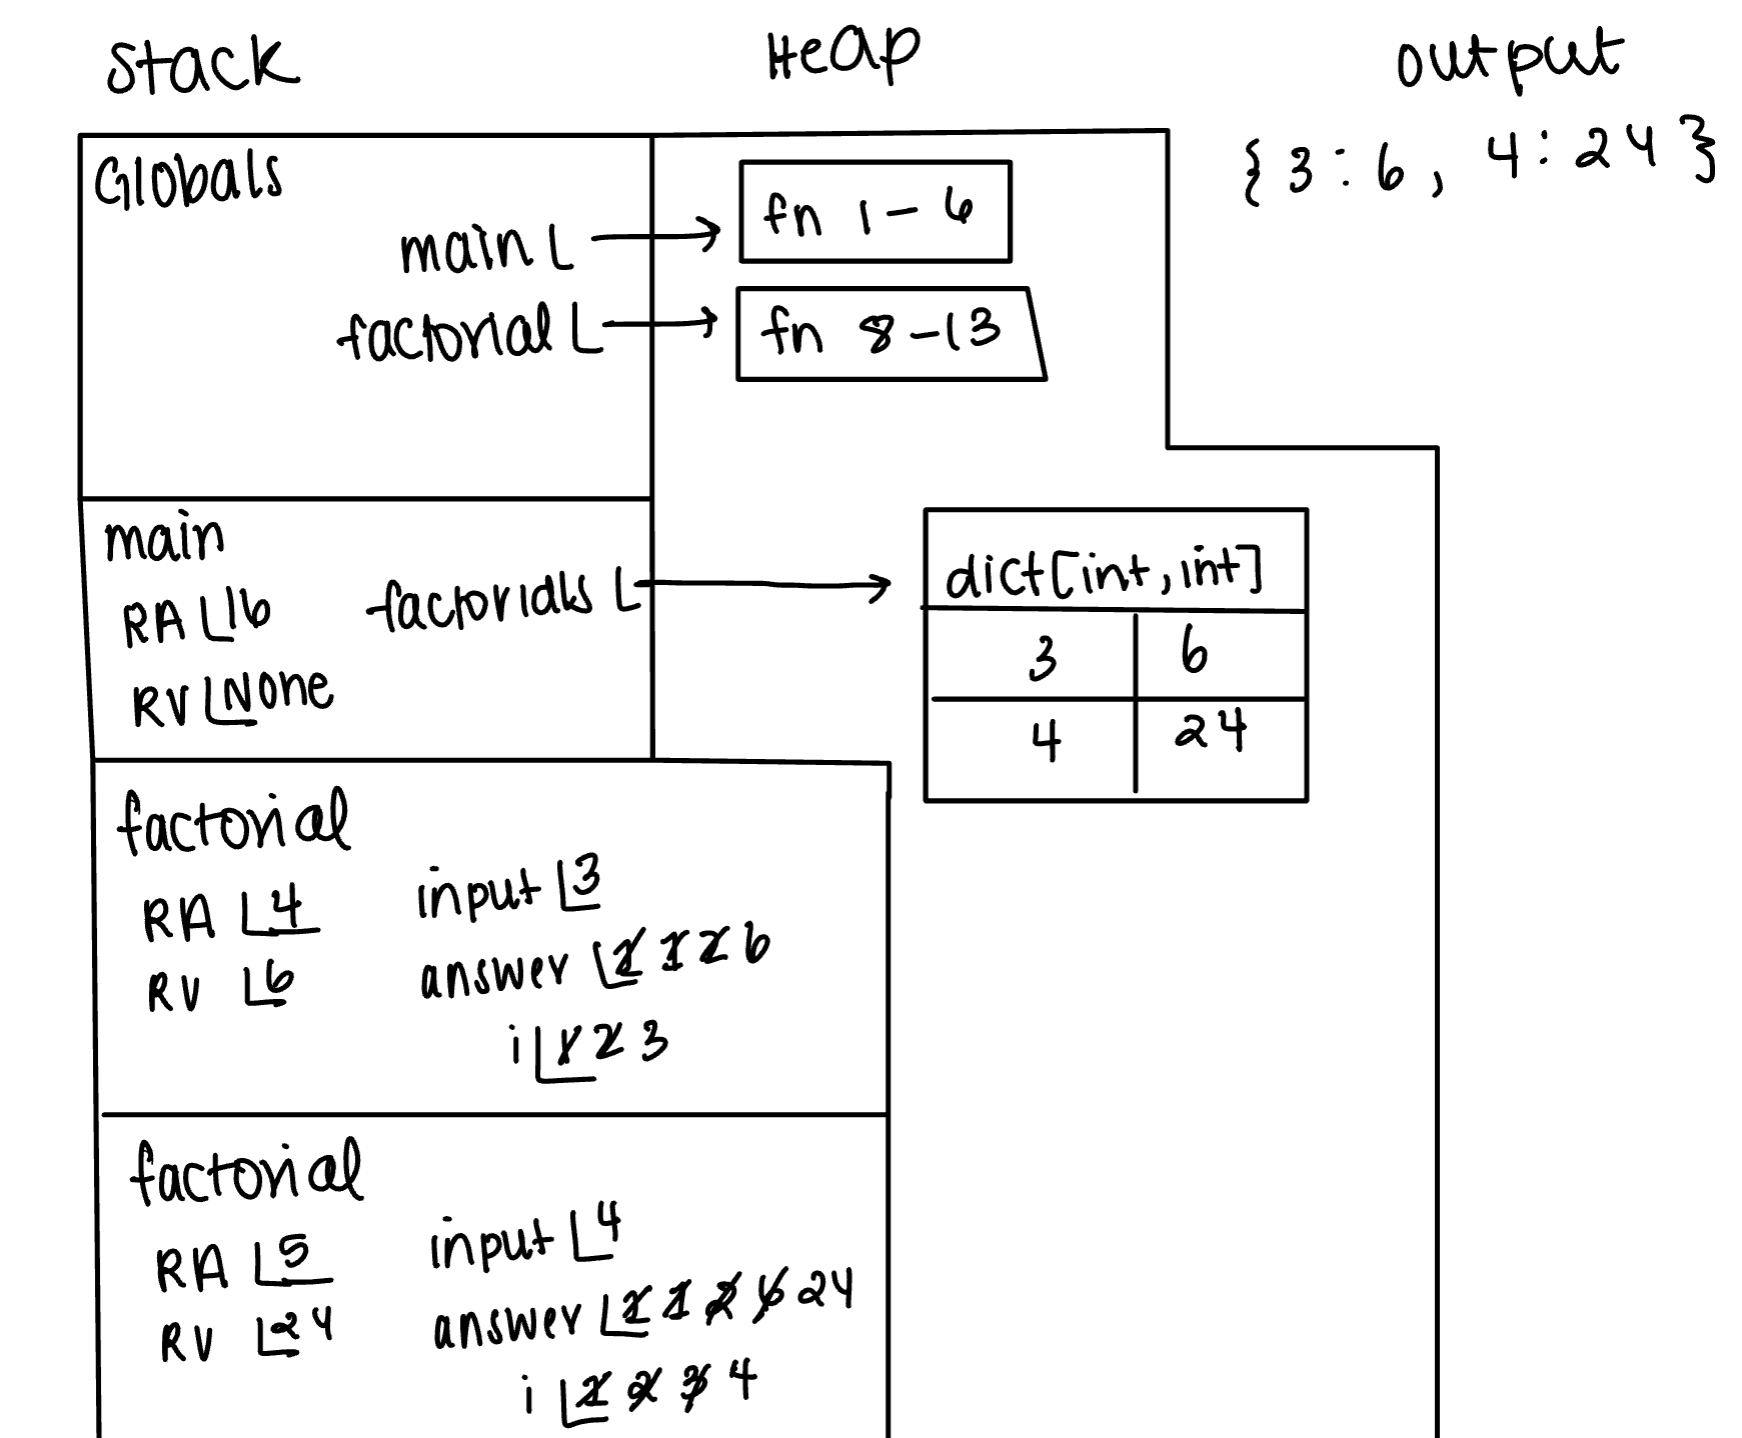 Stack
Heap
output
Globals
main
fn 1-6
factorial
fn 8-13
{3:6, 4:24}
main
RA 16
RV None
factorials
dict[int,int]
3 6
4 24
factorial
RA 4
RV 6
input 3
answer 1 1 2 6
i 1 2 3
factorial
RA 5
RV 24
input 4
answer 1 1 2 6 24
i 1 2 3 4